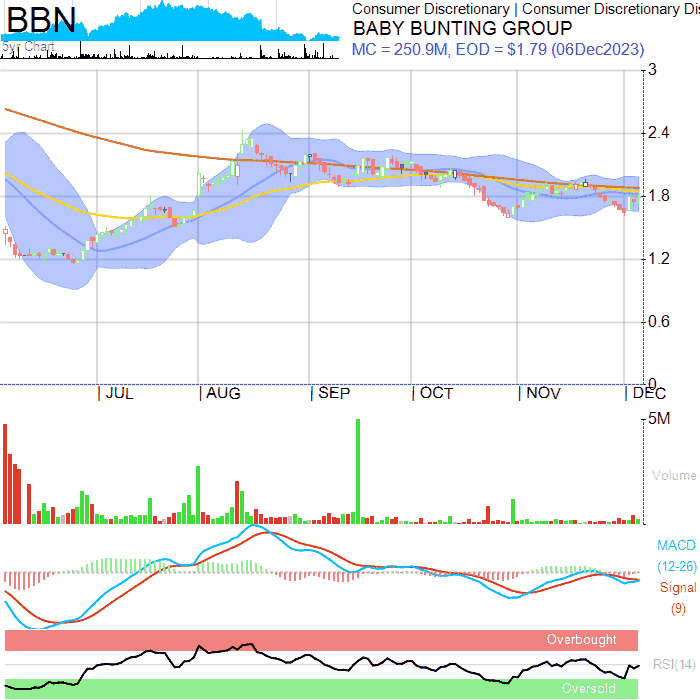 BBN
5yr Chart
Consumer Discretionary | Consumer Discretionary Dis
BABY BUNTING GROUP
MC = 250.9M, EOD = $1.79 (06Dec2023)
3
2.4
1.8
1.2
0.6
0
| JUL | AUG | SEP | OCT | NOV | DEC
5M
Volume
MACD
(12-26)
Signal
(9)
Overbought
RSI(14)
Oversold